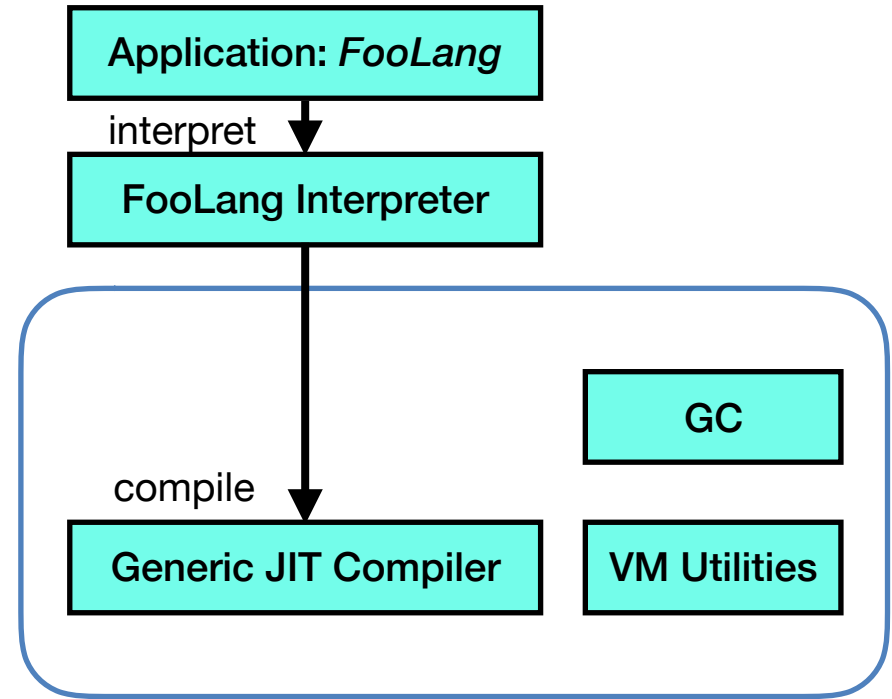 Application: FooLang
interpret
FooLang Interpreter
GC
compile
Generic JIT Compiler
VM Utilities